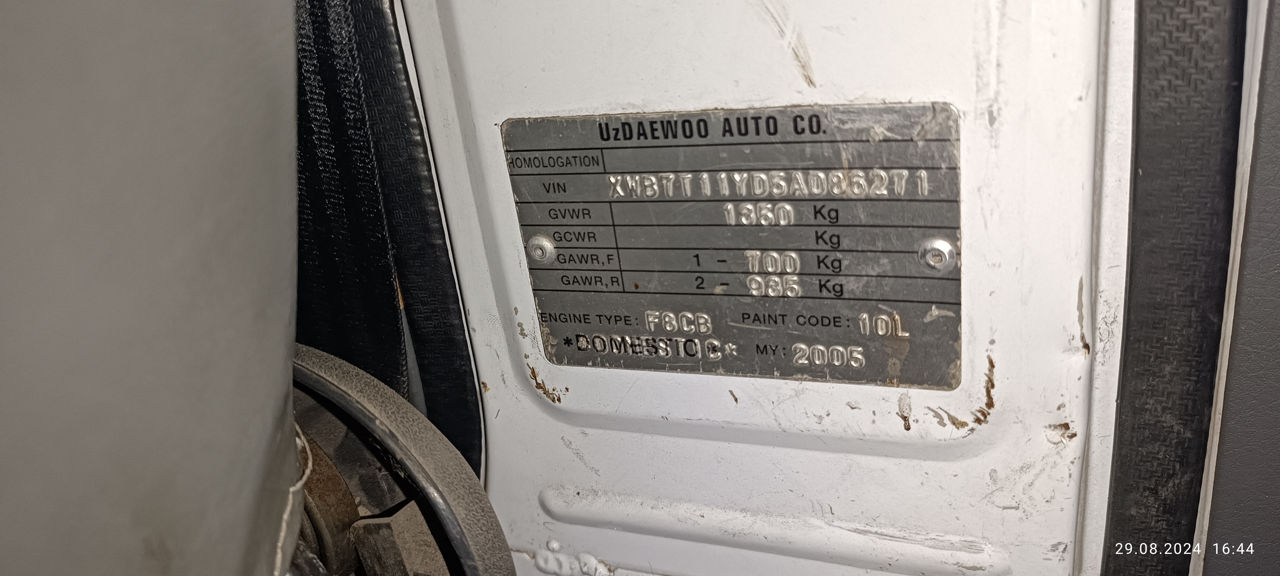 UzDAEWOO AUTO CO.
HOMOLOGATION
VIN XWB7T11YD5A086271
GVWR 1350 Kg
GCWR Kg
GAWR,F 1 - 700 Kg
GAWR,R 2 - 985 Kg
ENGINE TYPE: F8CB PAINT CODE: 10L
*DOMESTIC* MY: 2005
29.08.2024 16:44